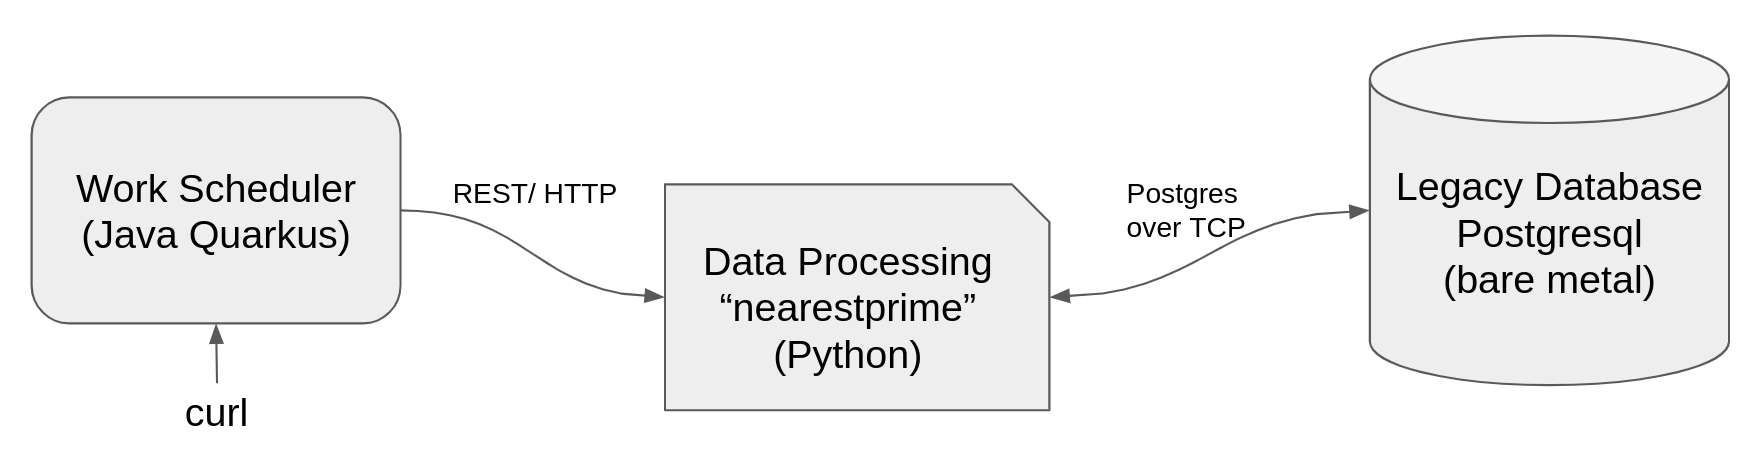 Work Scheduler
(Java Quarkus)
curl
REST/ HTTP
Data Processing
“nearestprime”
(Python)
Postgres
over TCP
Legacy Database
Postgresql
(bare metal)